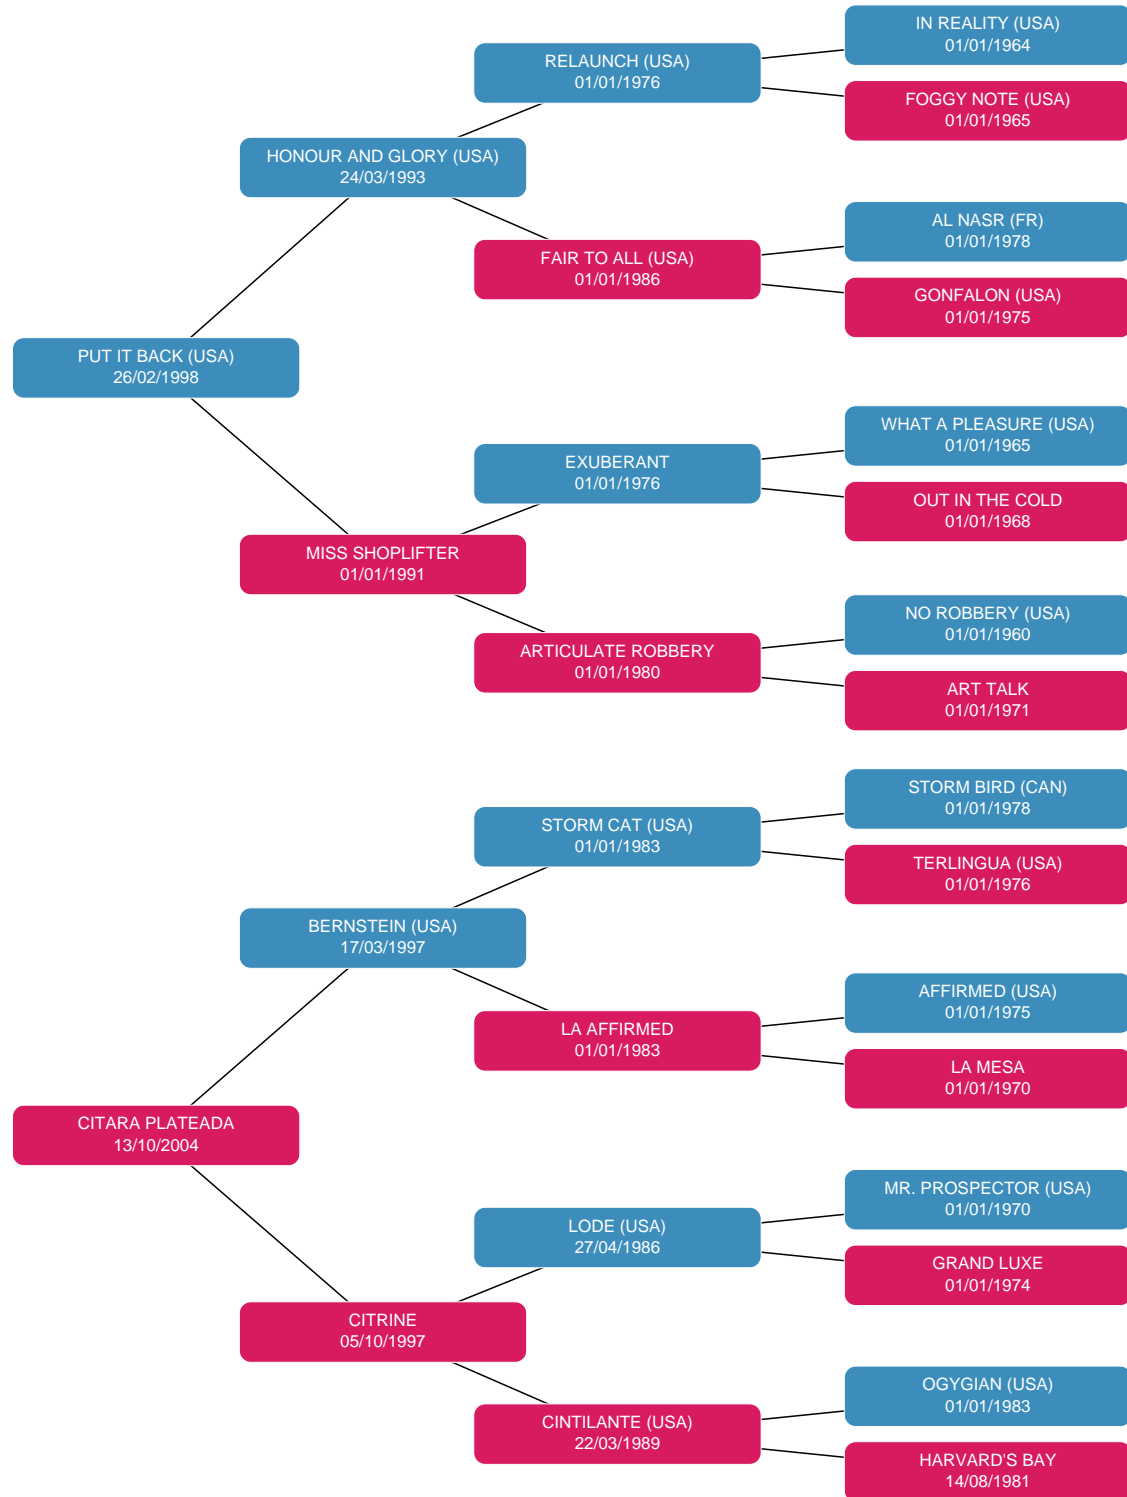 IN REALITY (USA)
01/01/1964
RELAUNCH (USA)
01/01/1976
FOGGY NOTE (USA)
01/01/1965
HONOUR AND GLORY (USA)
24/03/1993
AL NASR (FR)
01/01/1978
FAIR TO ALL (USA)
01/01/1986
GONFALON (USA)
01/01/1975
PUT IT BACK (USA)
26/02/1998
WHAT A PLEASURE (USA)
01/01/1965
EXUBERANT
01/01/1976
OUT IN THE COLD
01/01/1968
MISS SHOPLIFTER
01/01/1991
NO ROBBERY (USA)
01/01/1960
ARTICULATE ROBBERY
01/01/1980
ART TALK
01/01/1971
STORM BIRD (CAN)
01/01/1978
STORM CAT (USA)
01/01/1983
TERLINGUA (USA)
01/01/1976
BERNSTEIN (USA)
17/03/1997
AFFIRMED (USA)
01/01/1975
LA AFFIRMED
01/01/1983
LA MESA
01/01/1970
CITARA PLATEADA
13/10/2004
MR. PROSPECTOR (USA)
01/01/1970
LODE (USA)
27/04/1986
GRAND LUXE
01/01/1974
CITRINE
05/10/1997
OGYGIAN (USA)
01/01/1983
CINTILANTE (USA)
22/03/1989
HARVARD'S BAY
14/08/1981